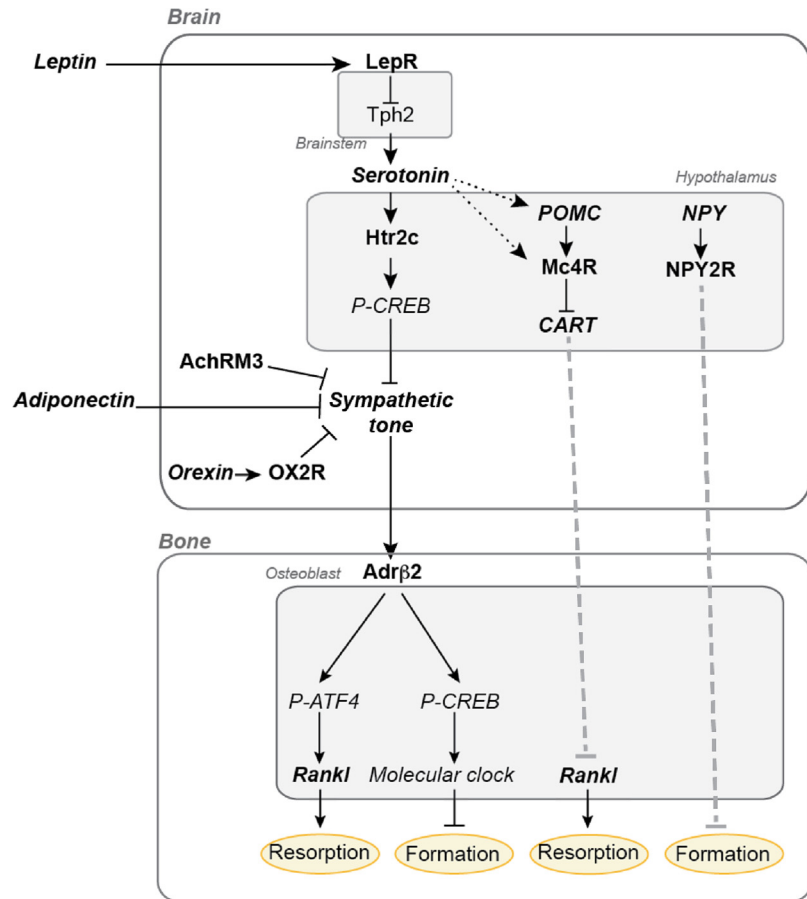 Brain
Leptin
LepR
Tph2
Brainstem
Serotonin
Hypothalamus
POMC
NPY
Htr2c
Mc4R
NPY2R
P-CREB
CART
AchRM3
Adiponectin
Sympathetic
tone
Orexin
OX2R
Bone
Osteoblast
Adrβ2
P-ATF4
P-CREB
Rankl
Molecular clock
Rankl
Resorption
Formation
Resorption
Formation